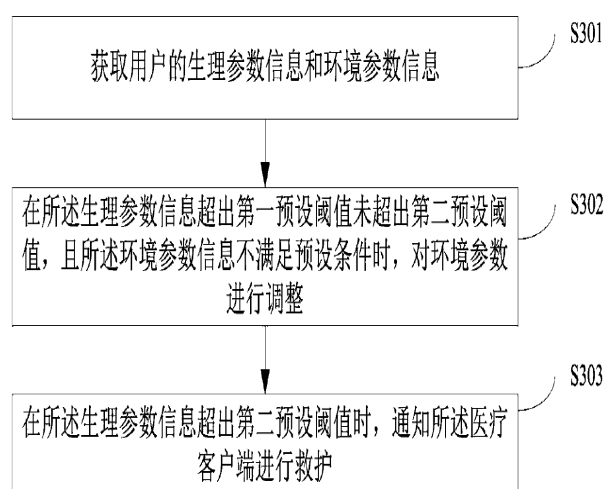 获取用户的生理参数信息和环境参数信息
S301
在所述生理参数信息超出第一预设阈值未超出第二预设阈
值，且所述环境参数信息不满足预设条件时，对环境参数
进行调整
S302
在所述生理参数信息超出第二预设阈值时，通知所述医疗
客户端进行救护
S303